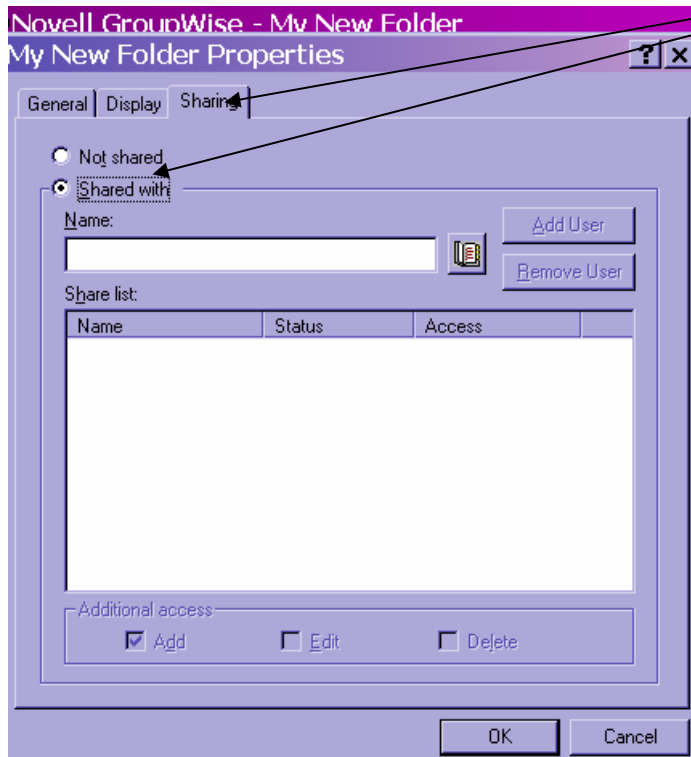 Novell GroupWise - My New Folder
My New Folder Properties
General Display Sharing
Not shared
Shared with
Name:
Add User
Remove User
Share list:
Name Status Access
Additional access
Add Edit Delete
OK Cancel